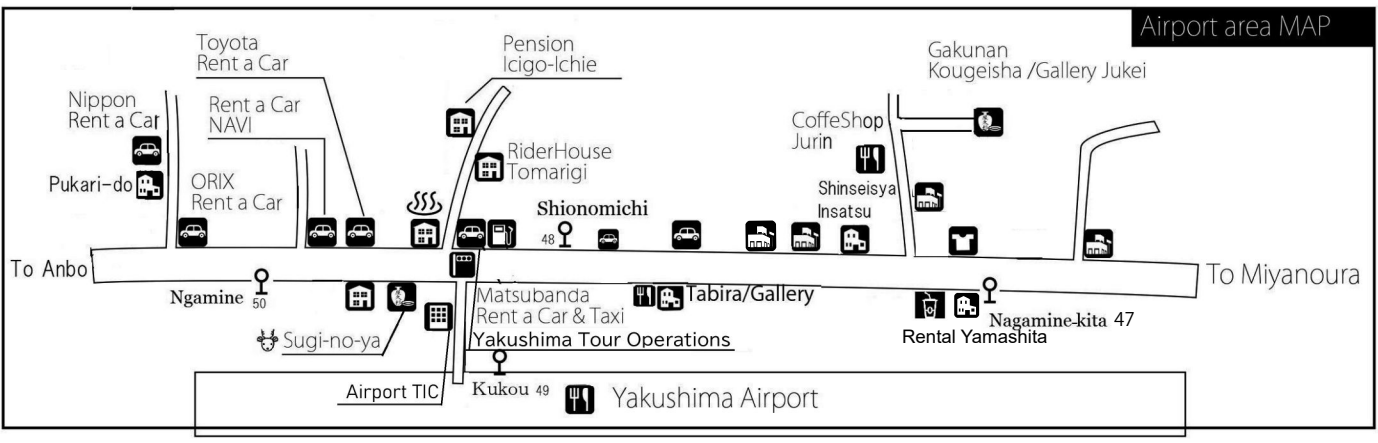 Airport area MAP
Toyota
Rent a Car
Pension
Icigo-Ichie
Gakunan
Kougeisha /Gallery Jukei
Nippon
Rent a Car
Rent a Car
NAVI
CoffeShop
Jurin
RiderHouse
Tomarigi
Pukari-do
ORIX
Rent a Car
Shinseisya
Insatsu
Shionomichi
48
To Anbo
To Miyanoura
Ngamine 50
Matsubanda
Rent a Car & Taxi
Tabira/Gallery
Nagamine-kita 47
Rental Yamashita
Sugi-no-ya
Yakushima Tour Operations
Airport TIC
Kukou 49
Yakushima Airport